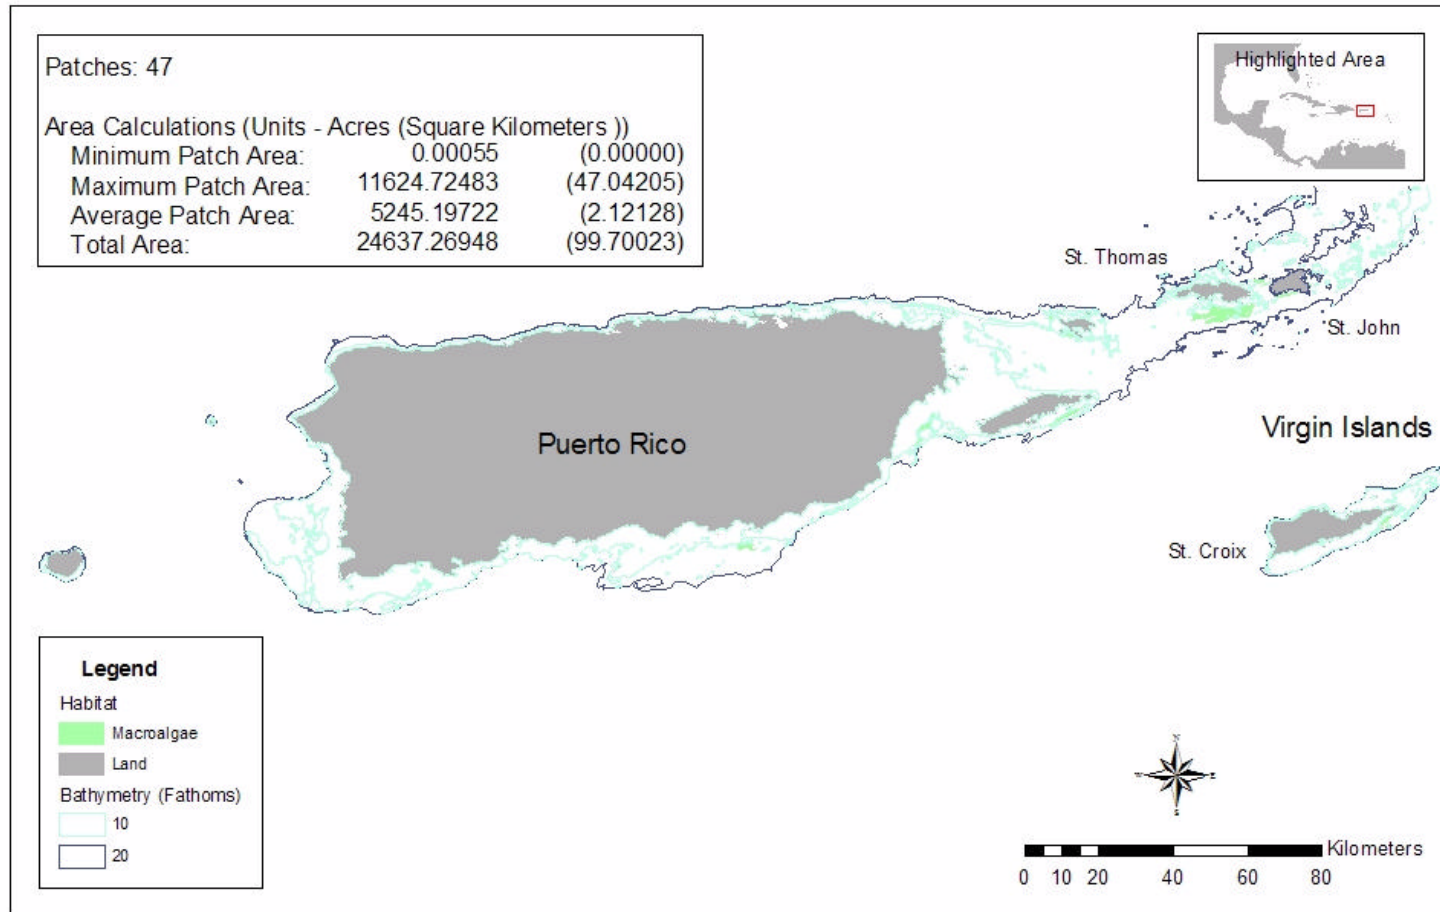 Patches: 47
Area Calculations (Units - Acres (Square Kilometers ))
Minimum Patch Area: 0.00055 (0.00000)
Maximum Patch Area: 11624.72483 (47.04205)
Average Patch Area: 5245.19722 (2.12128)
Total Area: 24637.26948 (99.70023)
Highlighted Area
St. Thomas
St. John
Virgin Islands
Puerto Rico
St. Croix
Legend
Habitat
Macroalgae
Land
Bathymetry (Fathoms)
10
20
N
W E
S
Kilometers
0 10 20 40 60 80